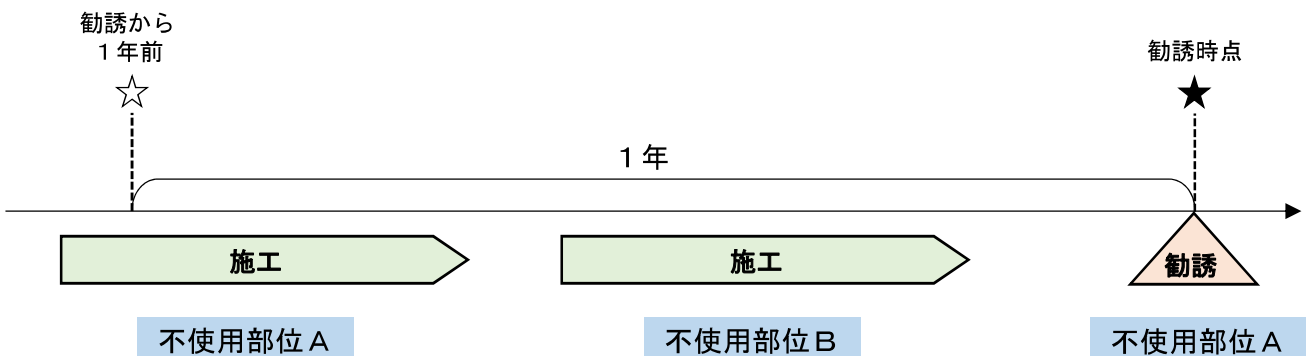 勧誘から
１年前
勧誘時点
１年
施工
施工
勧誘
不使用部位Ａ
不使用部位Ｂ
不使用部位Ａ